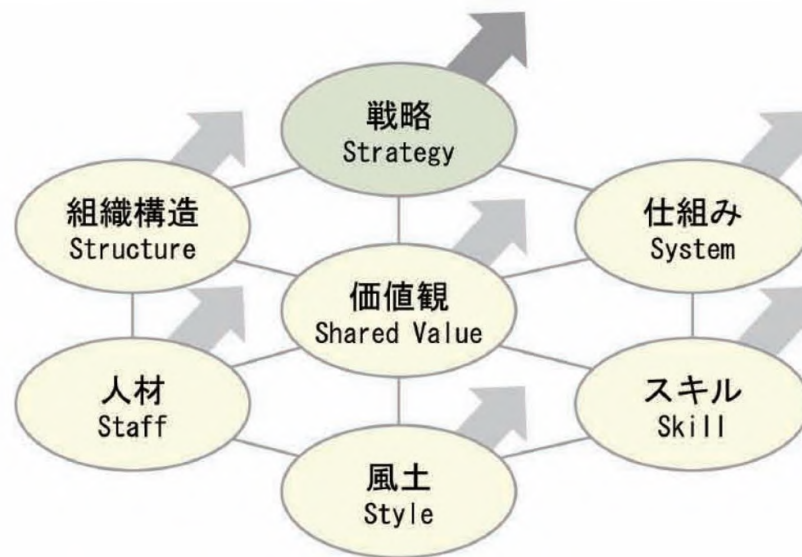 戦略
Strategy
組織構造
Structure
仕組み
System
価値観
Shared Value
人材
Staff
スキル
Skill
風土
Style